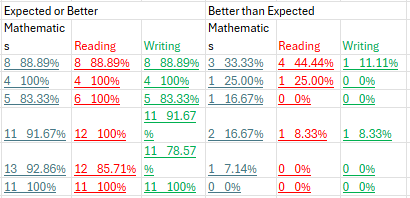 Expected or Better Better than Expected
Mathematic Mathematic
s Reading Writing s Reading Writing
8 88.89% 8 88.89% 8 88.89% 3 33.33% 4 44.44% 1 11.11%
4 100% 4 100% 4 100% 1 25.00% 1 25.00% 0 0%
5 83.33% 6 100% 5 83.33% 1 16.67% 0 0% 0 0%
11 91.67
11 91.67% 12 100% % 2 16.67% 1 8.33% 1 8.33%
11 78.57
13 92.86% 12 85.71% % 1 7.14% 0 0% 0 0%
11 100% 11 100% 11 100% 0 0% 0 0% 0 0%